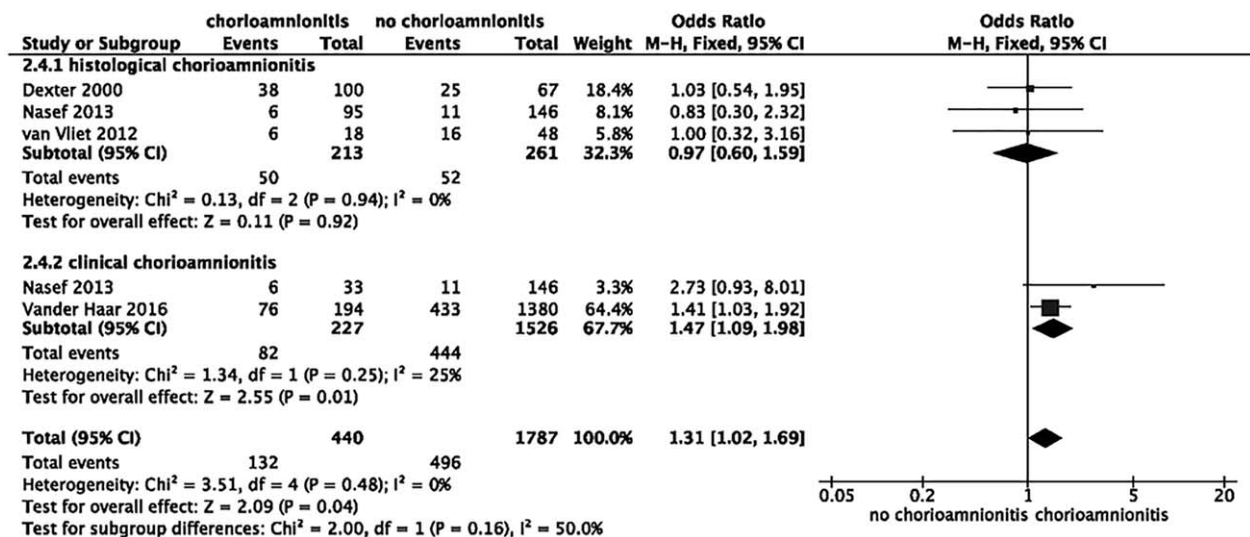 chorioamnionitis no chorioamnionitis Odds Ratio Odds Ratio
Study or Subgroup Events Total Events Total Weight M-H, Fixed, 95% CI M-H, Fixed, 95% CI
2.4.1 histological chorioamnionitis
Dexter 2000 38 100 25 67 18.4% 1.03 [0.54, 1.95]
Nasef 2013 6 95 11 146 8.1% 0.83 [0.30, 2.32]
van Vliet 2012 6 18 16 48 5.8% 1.00 [0.32, 3.16]
Subtotal (95% CI) 213 261 32.3% 0.97 [0.60, 1.59]
Total events 50 52
Heterogeneity: Chi² = 0.13, df = 2 (P = 0.94); I² = 0%
Test for overall effect: Z = 0.11 (P = 0.92)
2.4.2 clinical chorioamnionitis
Nasef 2013 6 33 11 146 3.3% 2.73 [0.93, 8.01]
Vander Haar 2016 76 194 433 1380 64.4% 1.41 [1.03, 1.92]
Subtotal (95% CI) 227 1526 67.7% 1.47 [1.09, 1.98]
Total events 82 444
Heterogeneity: Chi² = 1.34, df = 1 (P = 0.25); I² = 25%
Test for overall effect: Z = 2.55 (P = 0.01)
Total (95% CI) 440 1787 100.0% 1.31 [1.02, 1.69]
Total events 132 496
Heterogeneity: Chi² = 3.51, df = 4 (P = 0.48); I² = 0%
Test for overall effect: Z = 2.09 (P = 0.04)
Test for subgroup differences: Chi² = 2.00, df = 1 (P = 0.16), I² = 50.0%
0.05 0.2 1 5 20
no chorioamnionitis chorioamnionitis